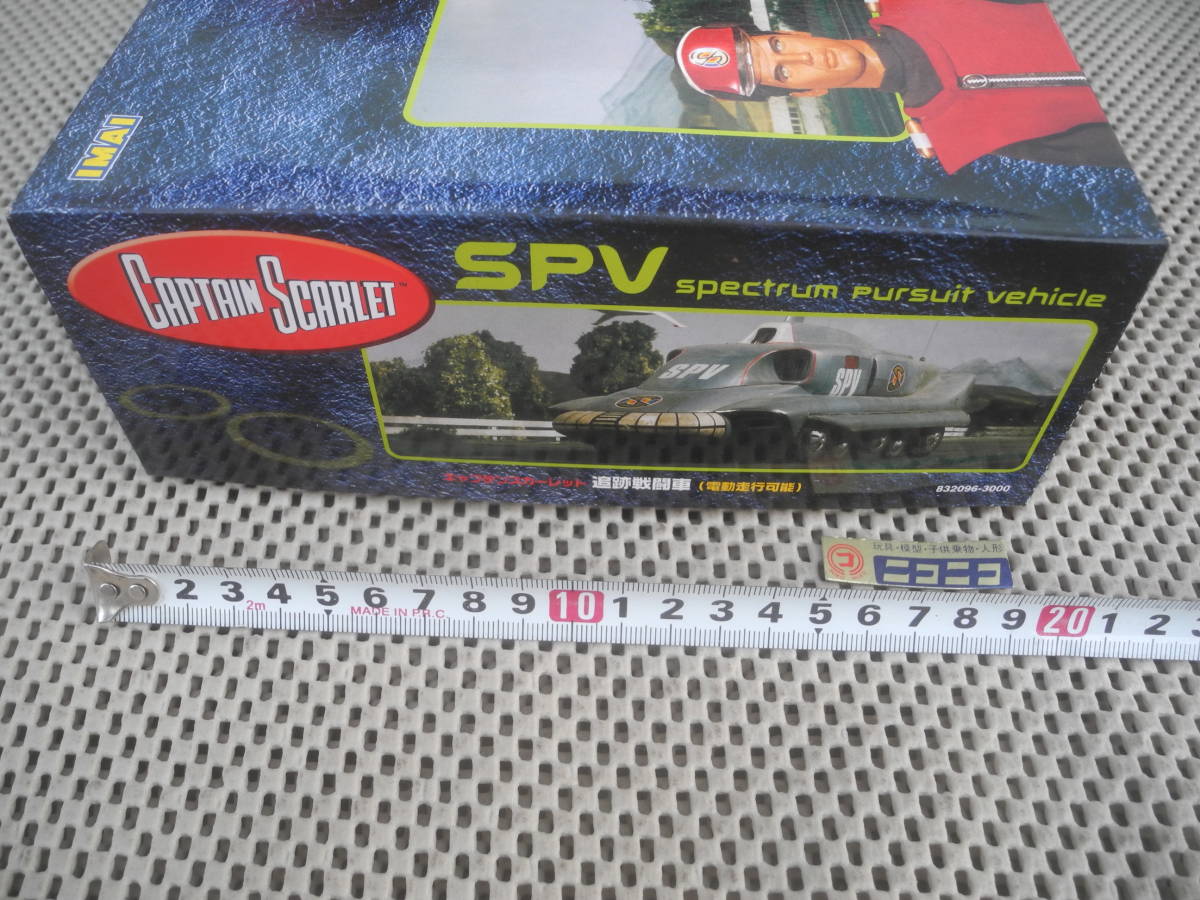 IMAI
CAPTAIN SCARLET™
SPV
spectrum pursuit vehicle
SPV
SPV
キャプテンスカーレット 追跡戦闘車 (電動走行可能)
832096-3000
玩具・模型・子供乗物・人形
コ ニコニコ
2 3 4 5 6 7 8 9 10 1 2 3 4 5 6 7 8 9 20 1 2
2m MADE IN P.R.C.